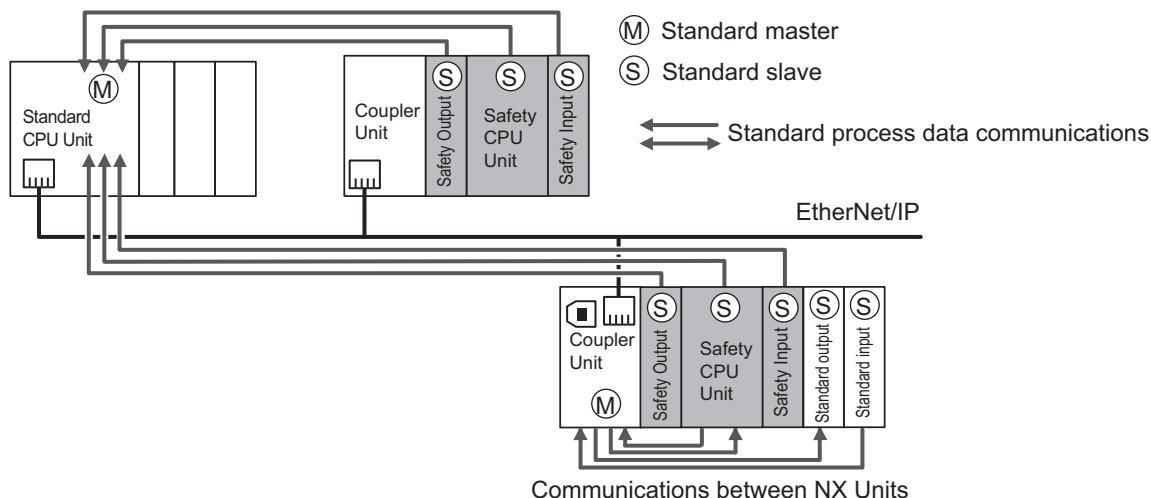 M Standard master
S Standard slave
Standard process data communications
M
Standard
CPU Unit
Coupler
Unit
S
Safety Output
S
Safety
CPU
Unit
S
Safety Input
EtherNet/IP
Coupler
Unit
M
S
Safety Output
S
Safety
CPU
Unit
S
Safety Input
S
Standard output
S
Standard input
Communications between NX Units